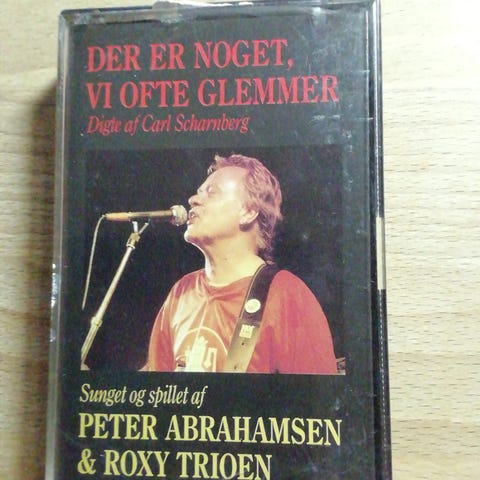 DER ER NOGET,
VI OFTE GLEMMER
Digte af Carl Scharnberg
Sunget og spillet af
PETER ABRAHAMSEN
& ROXY TRIOEN